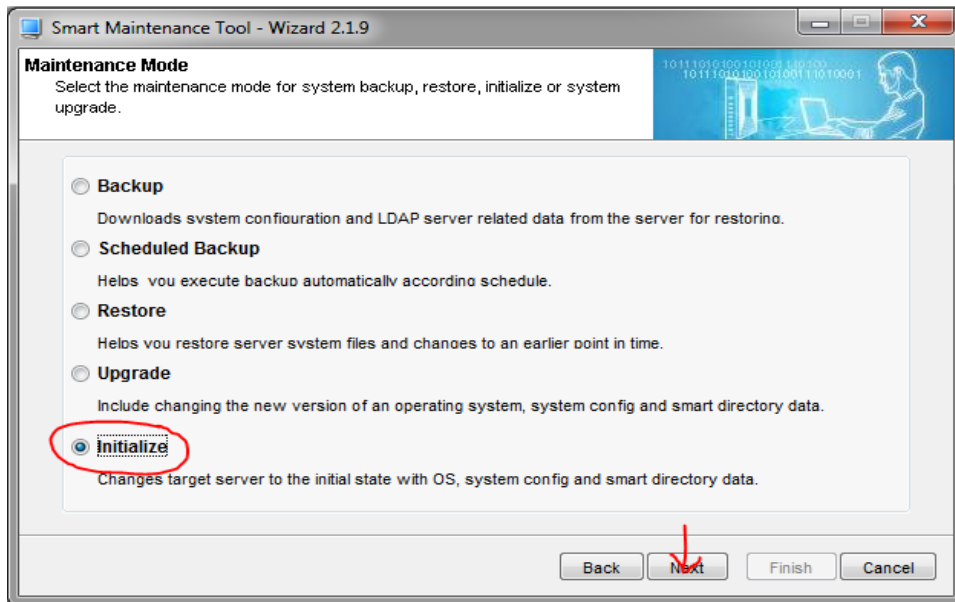 Smart Maintenance Tool - Wizard 2.1.9
Maintenance Mode
Select the maintenance mode for system backup, restore, initialize or system
upgrade.
1011101010010100111010001
Backup
Downloads system configuration and LDAP server related data from the server for restoring.
Scheduled Backup
Helps you execute backup automatically according schedule.
Restore
Helps you restore server system files and changes to an earlier point in time.
Upgrade
Include changing the new version of an operating system, system config and smart directory data.
Initialize
Changes target server to the initial state with OS, system config and smart directory data.
Back Next Finish Cancel